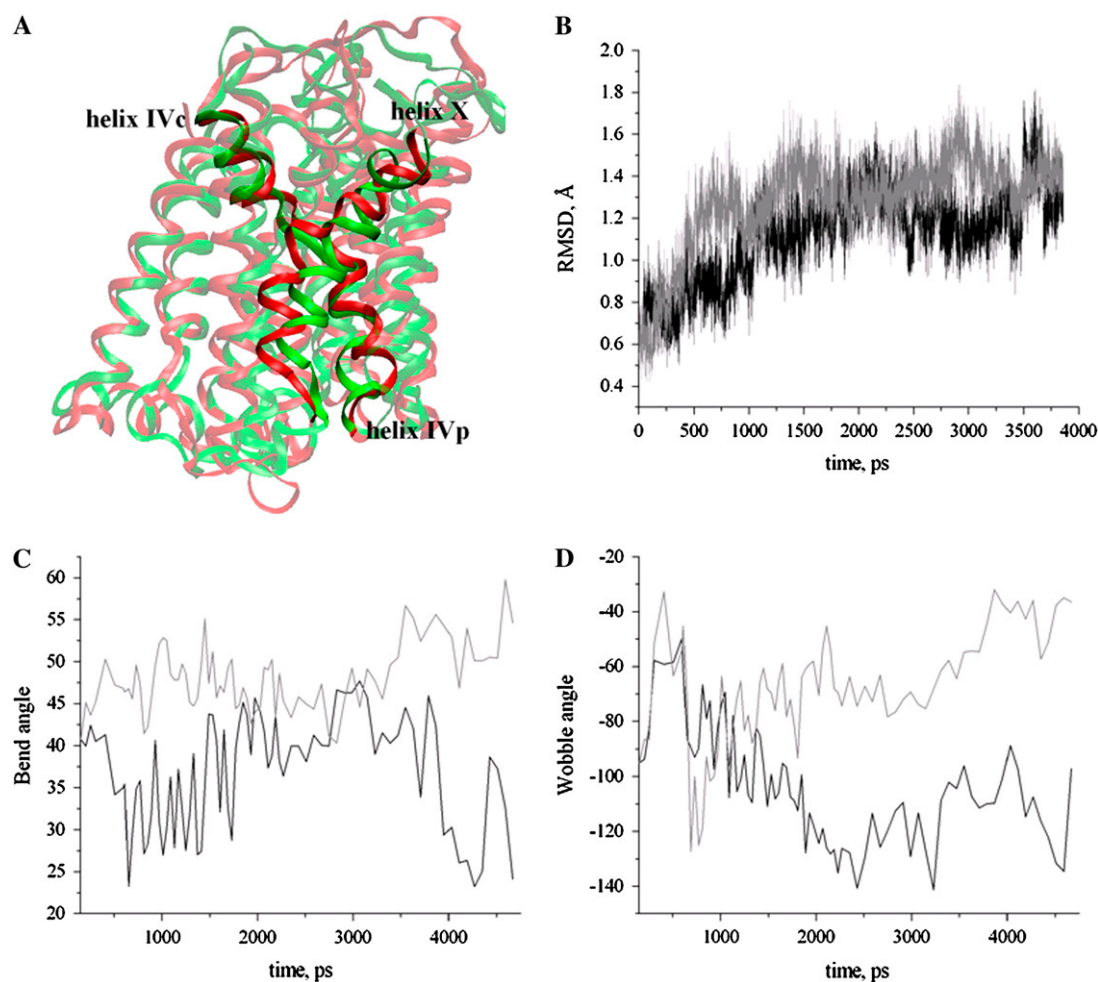 A
helix IVc
helix X
helix IVp
B
RMSD, Å
2.0
1.8
1.6
1.4
1.2
1.0
0.8
0.6
0.4
0 500 1000 1500 2000 2500 3000 3500 4000
time, ps
C
Bend angle
60
55
50
45
40
35
30
25
20
1000 2000 3000 4000
time, ps
D
Wobble angle
-20
-40
-60
-80
-100
-120
-140
1000 2000 3000 4000
time, ps